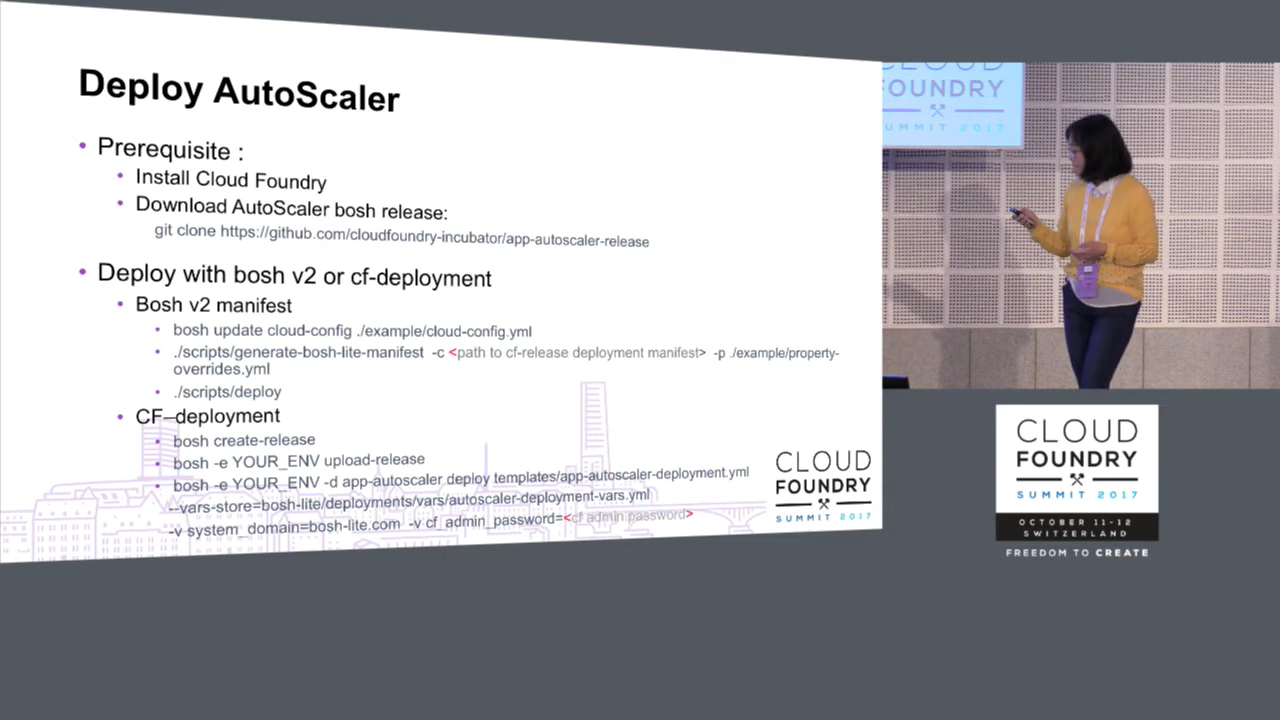 Deploy AutoScaler
• Prerequisite :
• Install Cloud Foundry
• Download AutoScaler bosh release:
git clone https://github.com/cloudfoundry-incubator/app-autoscaler-release
• Deploy with bosh v2 or cf-deployment
• Bosh v2 manifest
• bosh update cloud-config ./example/cloud-config.yml
• ./scripts/generate-bosh-lite-manifest -c <path to cf-release deployment manifest> -p ./example/property-
overrides.yml
• ./scripts/deploy
• CF–deployment
• bosh create-release
• bosh -e YOUR_ENV upload-release
• bosh -e YOUR_ENV -d app-autoscaler deploy templates/app-autoscaler-deployment.yml
--vars-store=bosh-lite/deployments/vars/autoscaler-deployment-vars.yml
-v system_domain=bosh-lite.com -v cf_admin_password=<cf admin password>
CLOUD
FOUNDRY
SUMMIT 2017
CLOUD
FOUNDRY
UMMIT 2017
CLOUD
FOUNDRY
SUMMIT 2017
OCTOBER 11-12
SWITZERLAND
FREEDOM TO CREATE